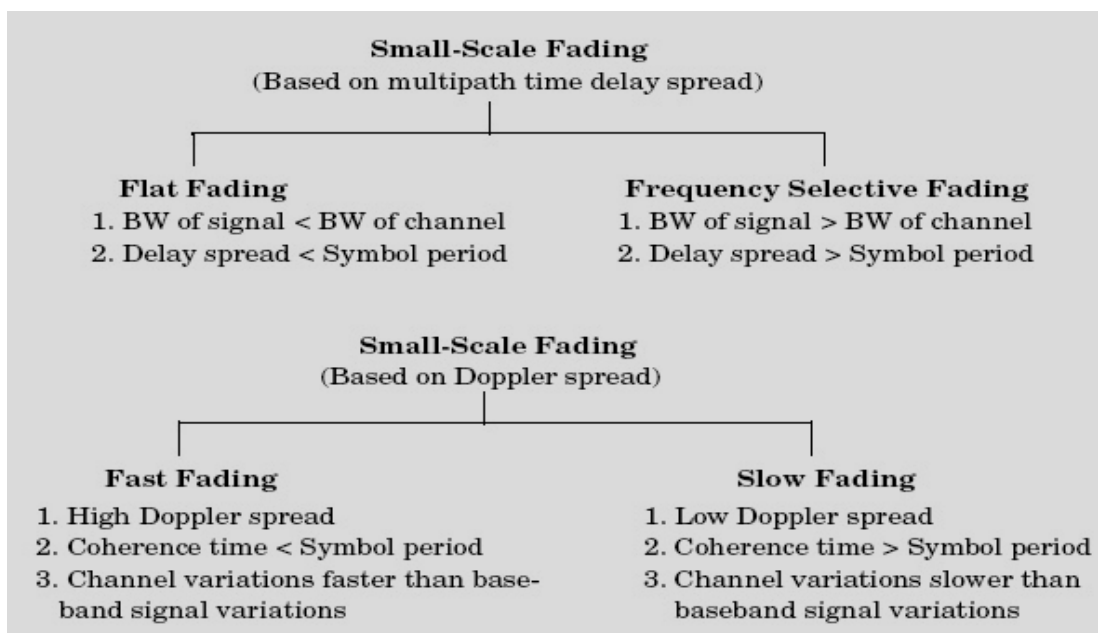 Small-Scale Fading
(Based on multipath time delay spread)
Flat Fading
1. BW of signal < BW of channel
2. Delay spread < Symbol period
Frequency Selective Fading
1. BW of signal > BW of channel
2. Delay spread > Symbol period
Small-Scale Fading
(Based on Doppler spread)
Fast Fading
1. High Doppler spread
2. Coherence time < Symbol period
3. Channel variations faster than base-
band signal variations
Slow Fading
1. Low Doppler spread
2. Coherence time > Symbol period
3. Channel variations slower than
baseband signal variations